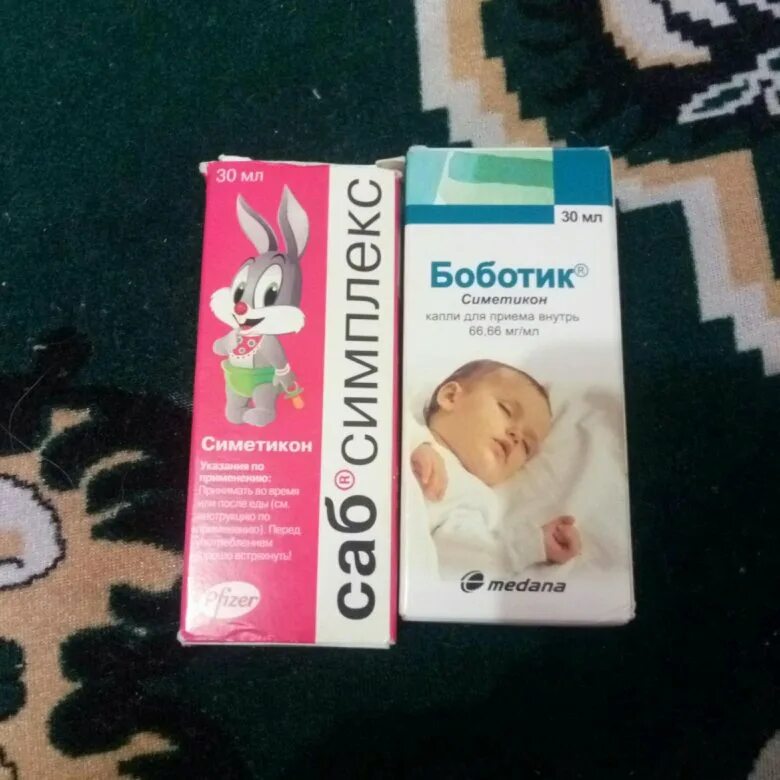 30 мл
саб® симплекс
Симетикон
Указания по
применению:
Принимать во время
или после еды (см.
инструкцию по
применению). Перед
употреблением
хорошо встряхнуть!
Pfizer
30 мл
Боботик®
Симетикон
капли для приема внутрь
66,66 мг/мл
medana